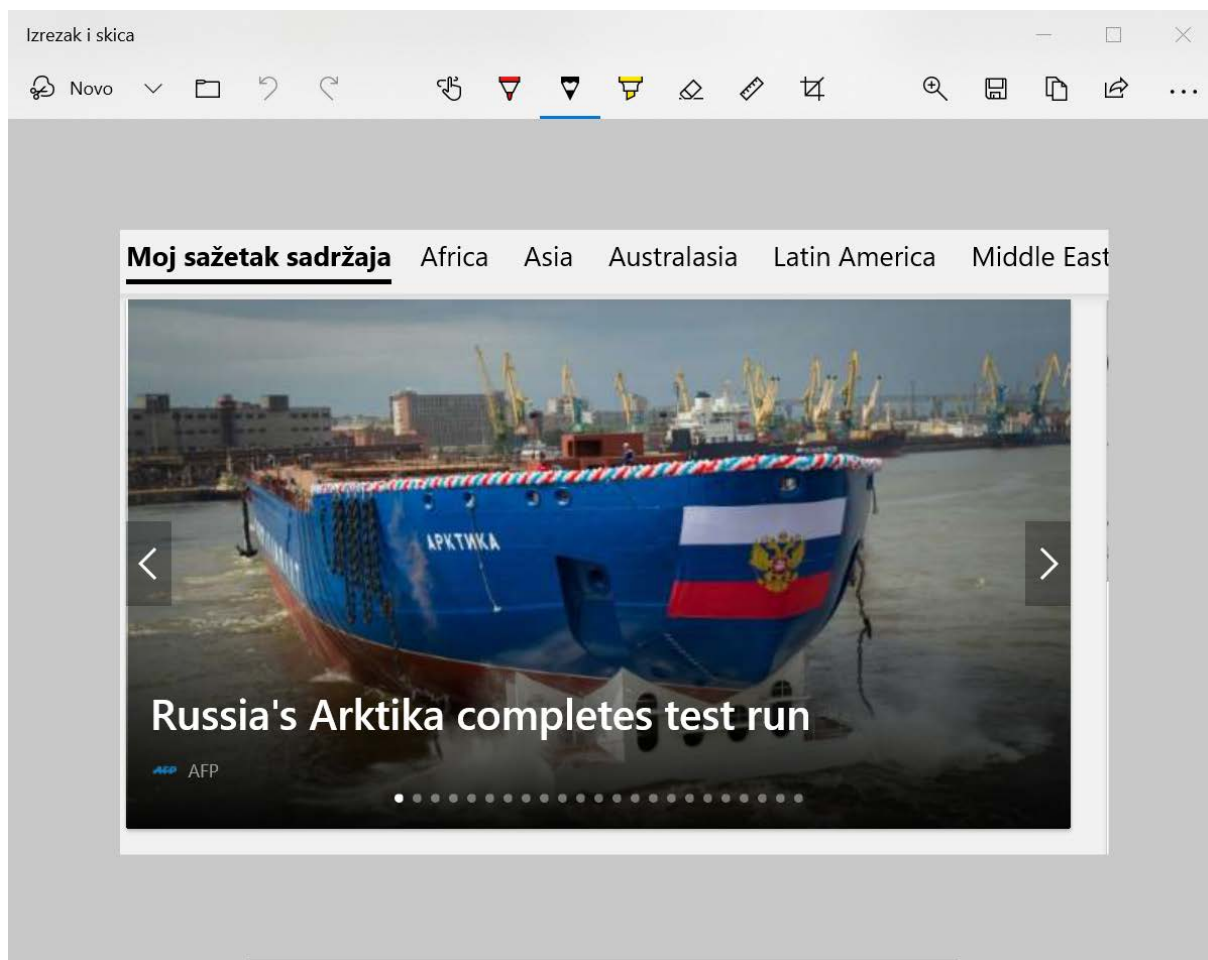 Izrezak i skica
Novo
Moj sažetak sadržaja Africa Asia Australasia Latin America Middle East
АРКТИКА
Russia's Arktika completes test run
AFP AFP